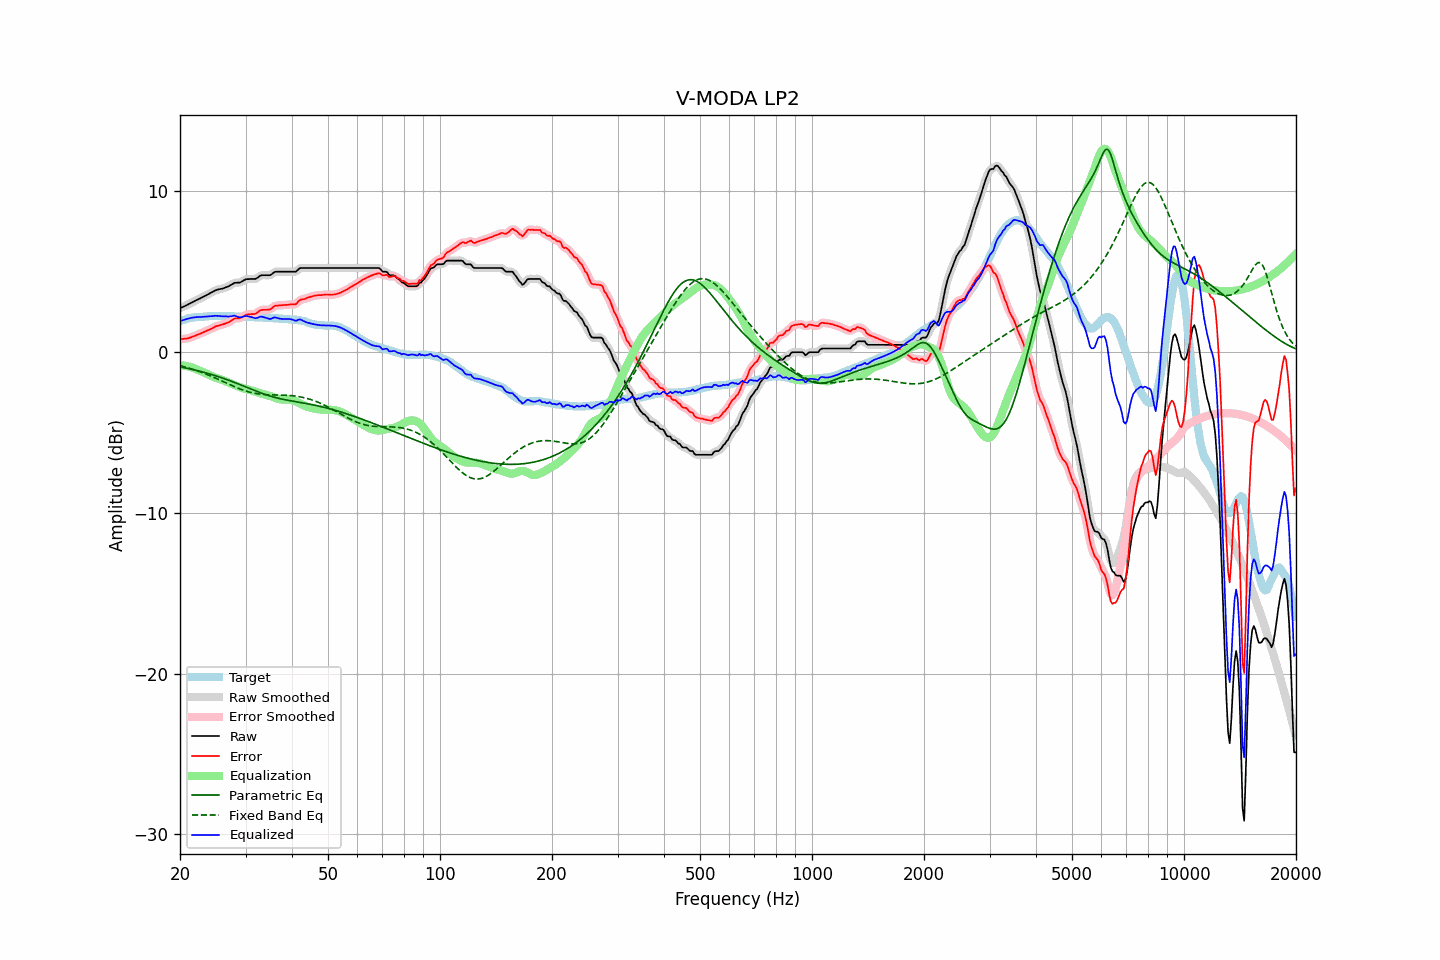 V-MODA LP2
Amplitude (dBr)
10
0
−10
−20
−30
Target
Raw Smoothed
Error Smoothed
Raw
Error
Equalization
Parametric Eq
Fixed Band Eq
Equalized
20 50 100 200 500 1000 2000 5000 10000 20000
Frequency (Hz)